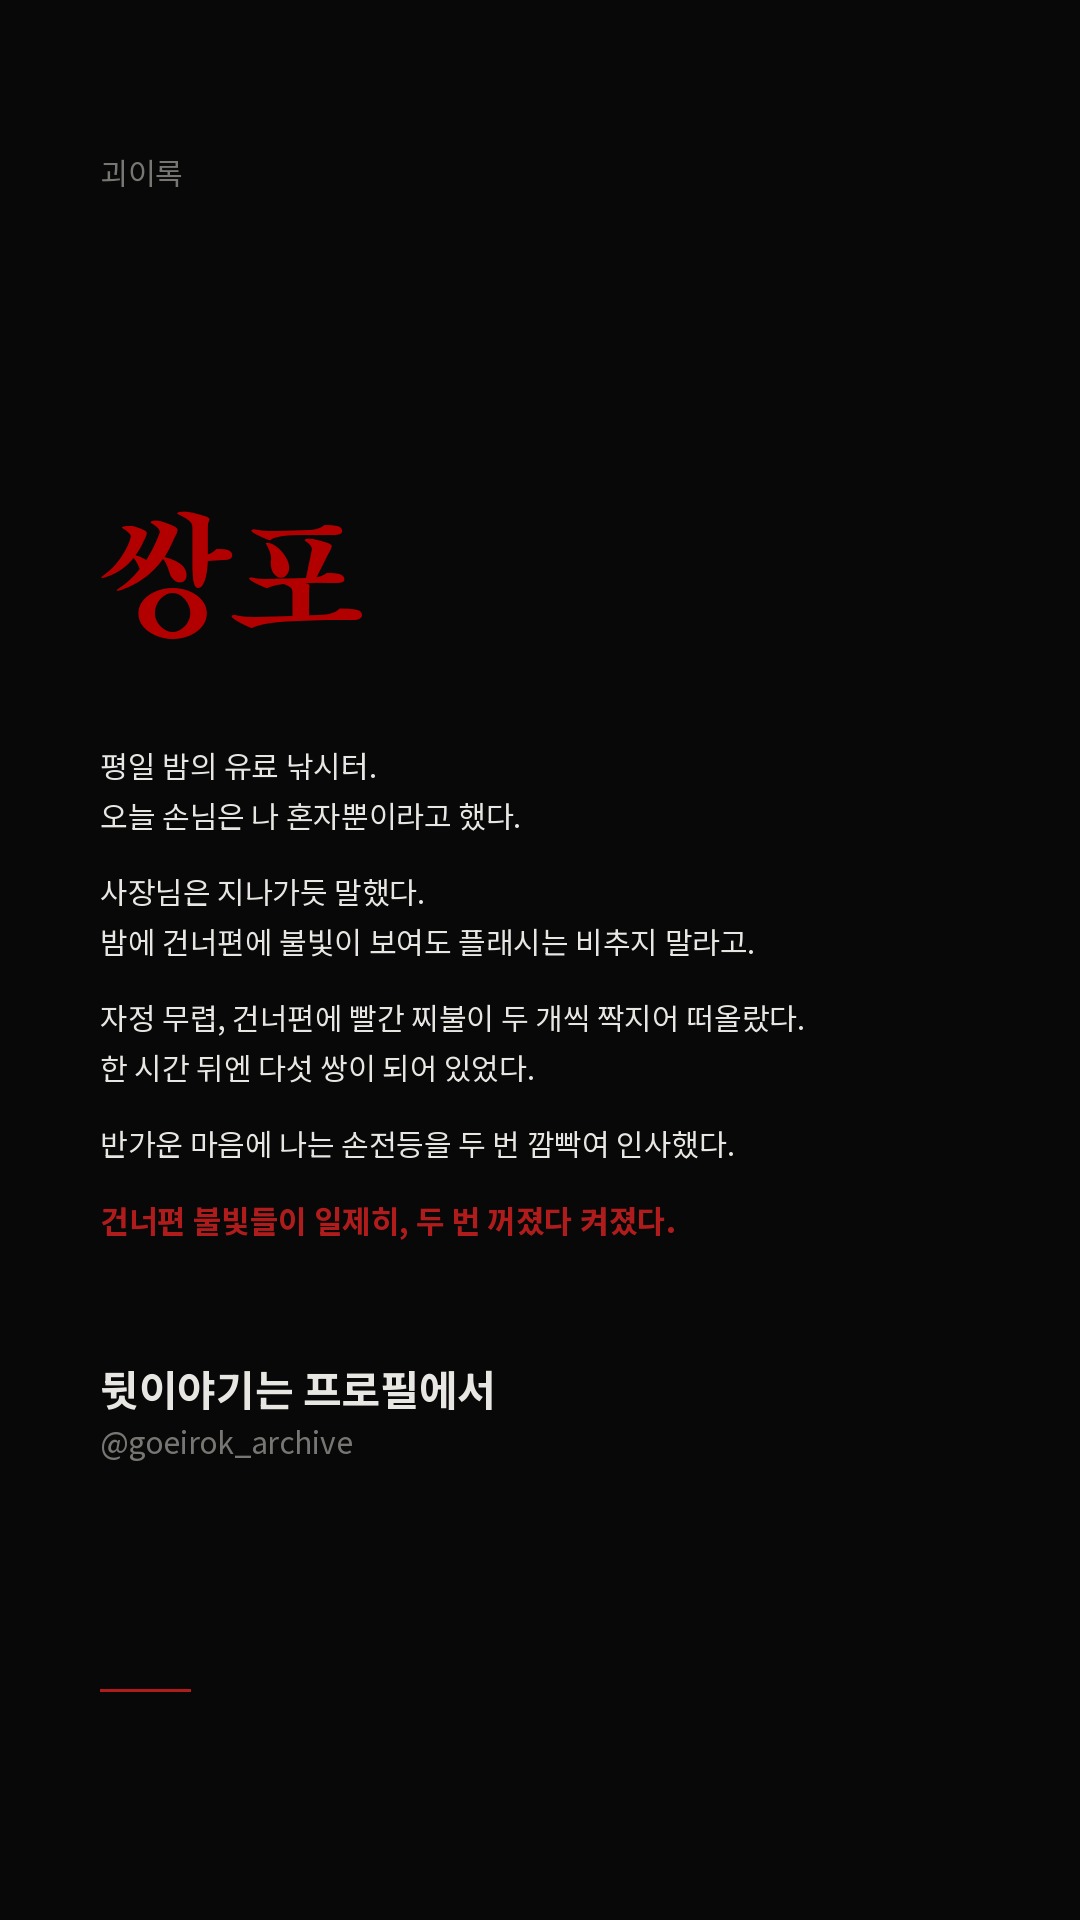 괴이록
쌍포
평일 밤의 유료 낚시터.
오늘 손님은 나 혼자뿐이라고 했다.
사장님은 지나가듯 말했다.
밤에 건너편에 불빛이 보여도 플래시는 비추지 말라고.
자정 무렵, 건너편에 빨간 찌불이 두 개씩 짝지어 떠올랐다.
한 시간 뒤엔 다섯 쌍이 되어 있었다.
반가운 마음에 나는 손전등을 두 번 깜빡여 인사했다.
건너편 불빛들이 일제히, 두 번 꺼졌다 켜졌다.
뒷이야기는 프로필에서
@goeirok_archive